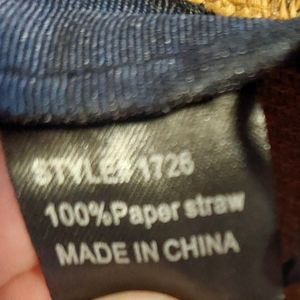 STYLE# 1726
100%Paper straw
MADE IN CHINA